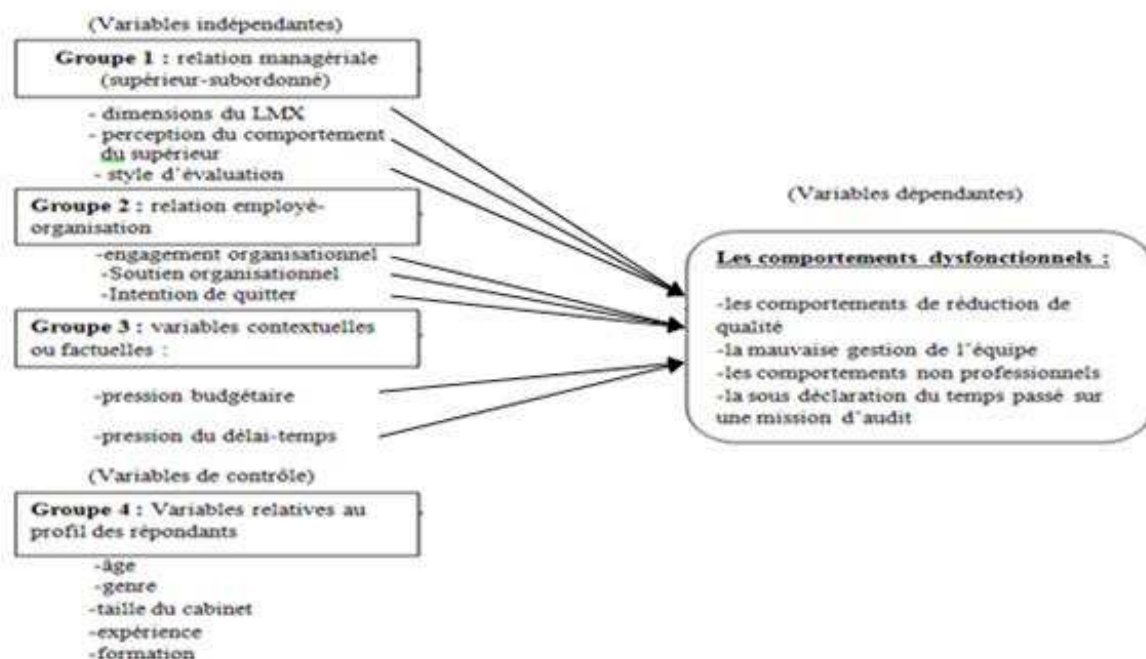 (Variables indépendantes)
Groupe 1 : relation managériale
(supérieur-subordonné)
- dimensions du LMX
- perception du comportement
du supérieur
- style d’évaluation
Groupe 2 : relation employé-
organisation
-engagement organisationnel
-Soutien organisationnel
-Intention de quitter
Groupe 3 : variables contextuelles
ou factuelles :
-pression budgétaire
-pression du délai-temps
(Variables de contrôle)
Groupe 4 : Variables relatives au
profil des répondants
-âge
-genre
-taille du cabinet
-expérience
-formation
(Variables dépendantes)
Les comportements dysfonctionnels :
-les comportements de réduction de
qualité
-la mauvaise gestion de l’équipe
-les comportements non professionnels
-la sous déclaration du temps passé sur
une mission d’audit